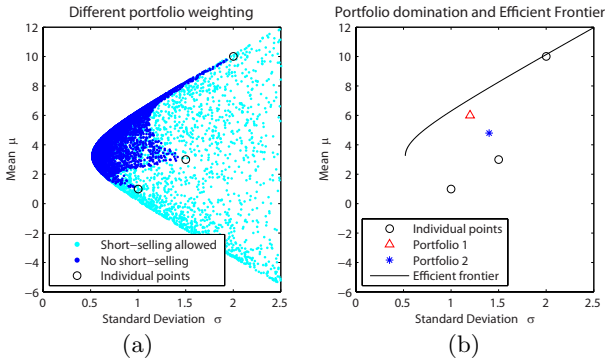 Different portfolio weighting
12
10
8
6
4
2
0
−2
−4
−6
Mean μ
0
0.5
1
1.5
2
2.5
Standard Deviation σ
Short−selling allowed
No short−selling
Individual points
(a)
Portfolio domination and Efficient Frontier
12
10
8
6
4
2
0
−2
−4
−6
Mean μ
0
0.5
1
1.5
2
2.5
Standard Deviation σ
Individual points
Portfolio 1
Portfolio 2
Efficient frontier
(b)